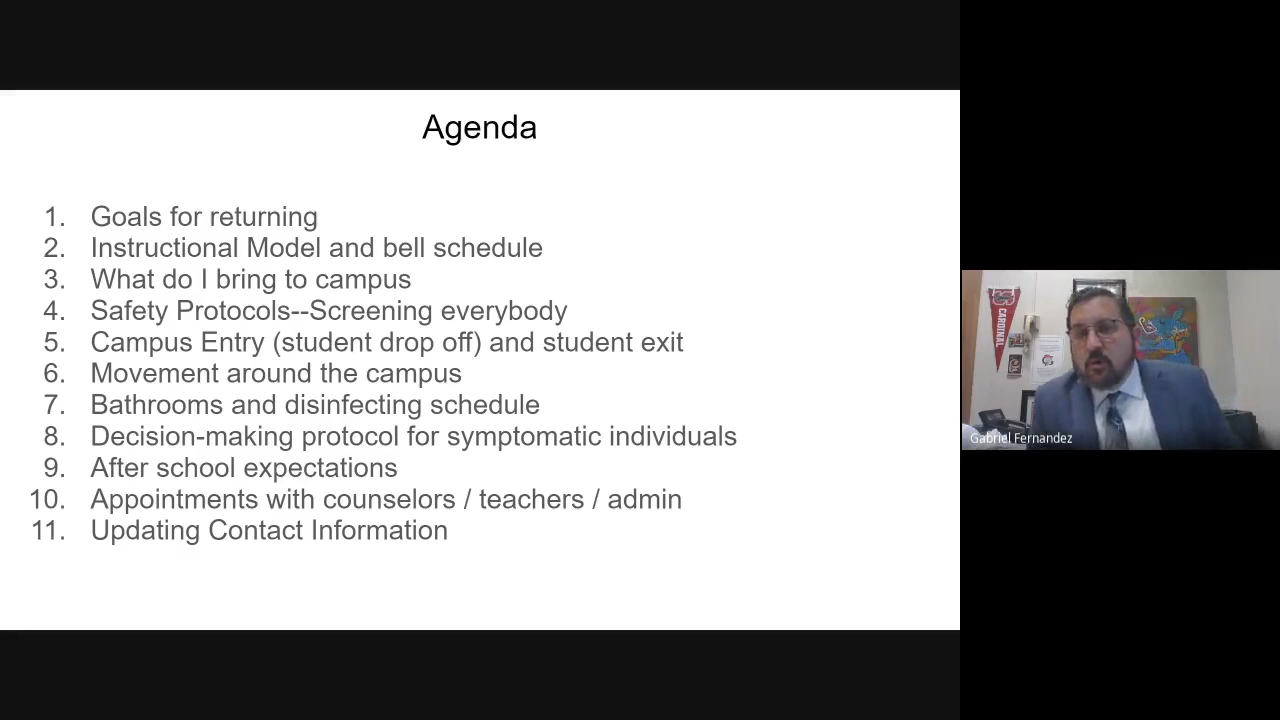 Agenda
1. Goals for returning
2. Instructional Model and bell schedule
3. What do I bring to campus
4. Safety Protocols--Screening everybody
5. Campus Entry (student drop off) and student exit
6. Movement around the campus
7. Bathrooms and disinfecting schedule
8. Decision-making protocol for symptomatic individuals
9. After school expectations
10. Appointments with counselors / teachers / admin
11. Updating Contact Information
CARDINAL
Gabriel Fernandez